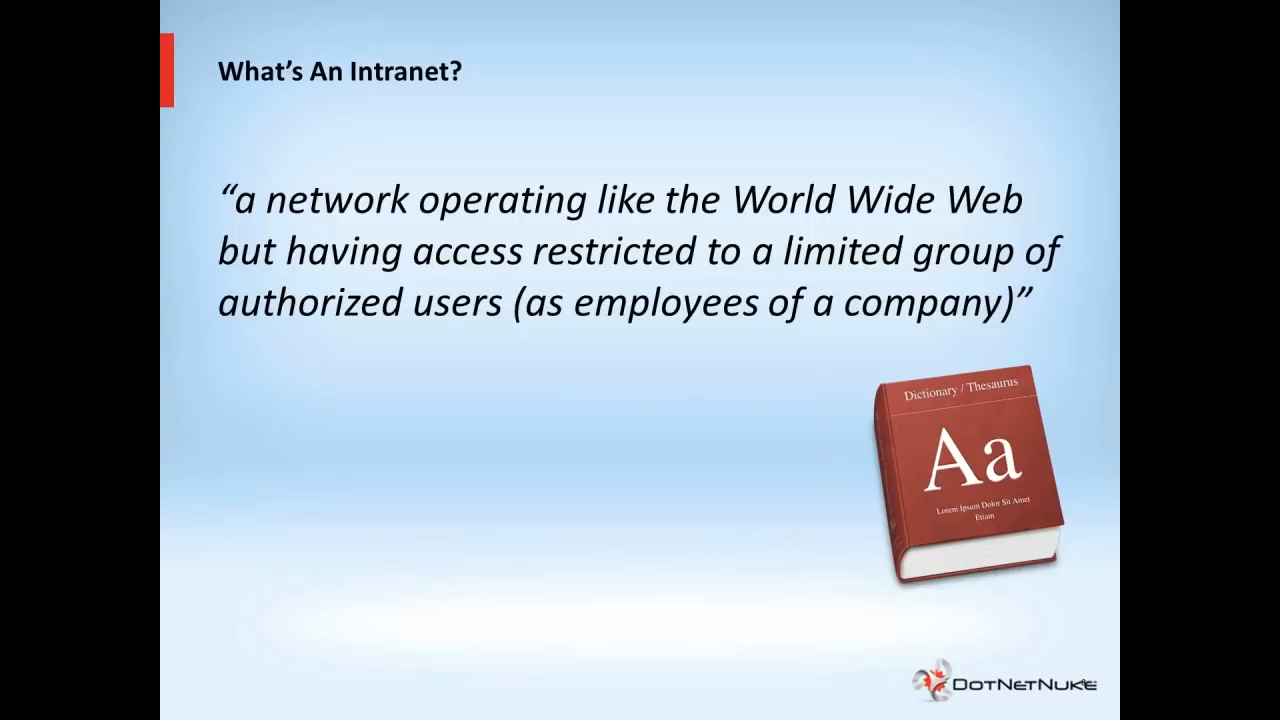 What’s An Intranet?
“a network operating like the World Wide Web
but having access restricted to a limited group of
authorized users (as employees of a company)”
Dictionary / Thesaurus
Aa
Lorem Ipsum Dolor Sit Amet
Etiam
DotNetNuke